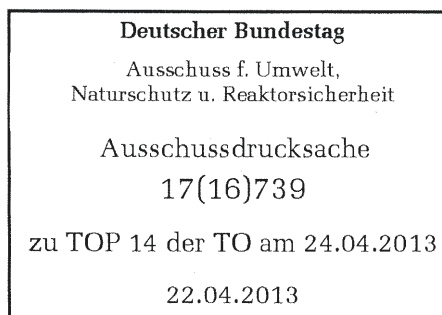 Deutscher Bundestag
Ausschuss f. Umwelt,
Naturschutz u. Reaktorsicherheit
Ausschussdrucksache
17(16)739
zu TOP 14 der TO am 24.04.2013
22.04.2013